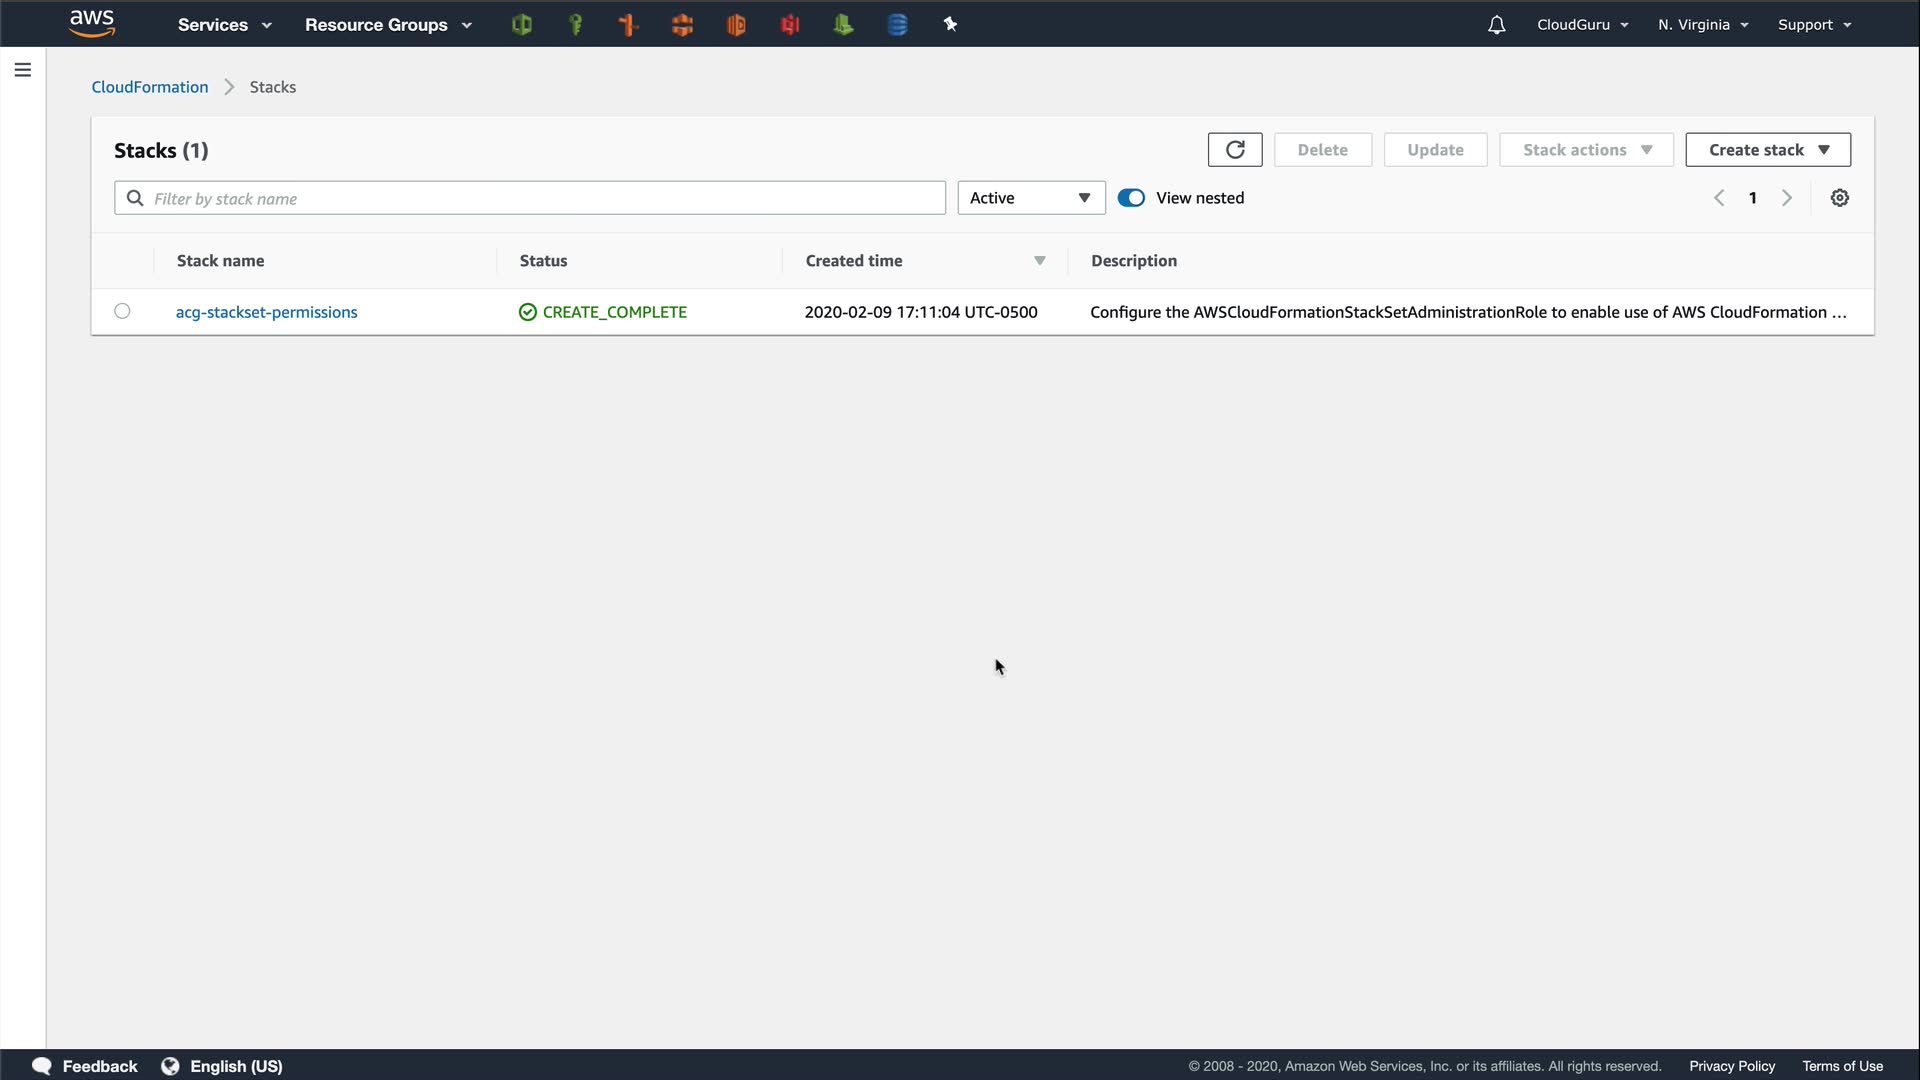 aws Services Resource Groups CloudGuru N. Virginia Support
CloudFormation Stacks
Stacks (1) Delete Update Stack actions Create stack
Filter by stack name Active View nested 1
Stack name Status Created time Description
acg-stackset-permissions CREATE_COMPLETE 2020-02-09 17:11:04 UTC-0500 Configure the AWSCloudFormationStackSetAdministrationRole to enable use of AWS CloudFormation ...
Feedback English (US) © 2008 - 2020, Amazon Web Services, Inc. or its affiliates. All rights reserved. Privacy Policy Terms of Use